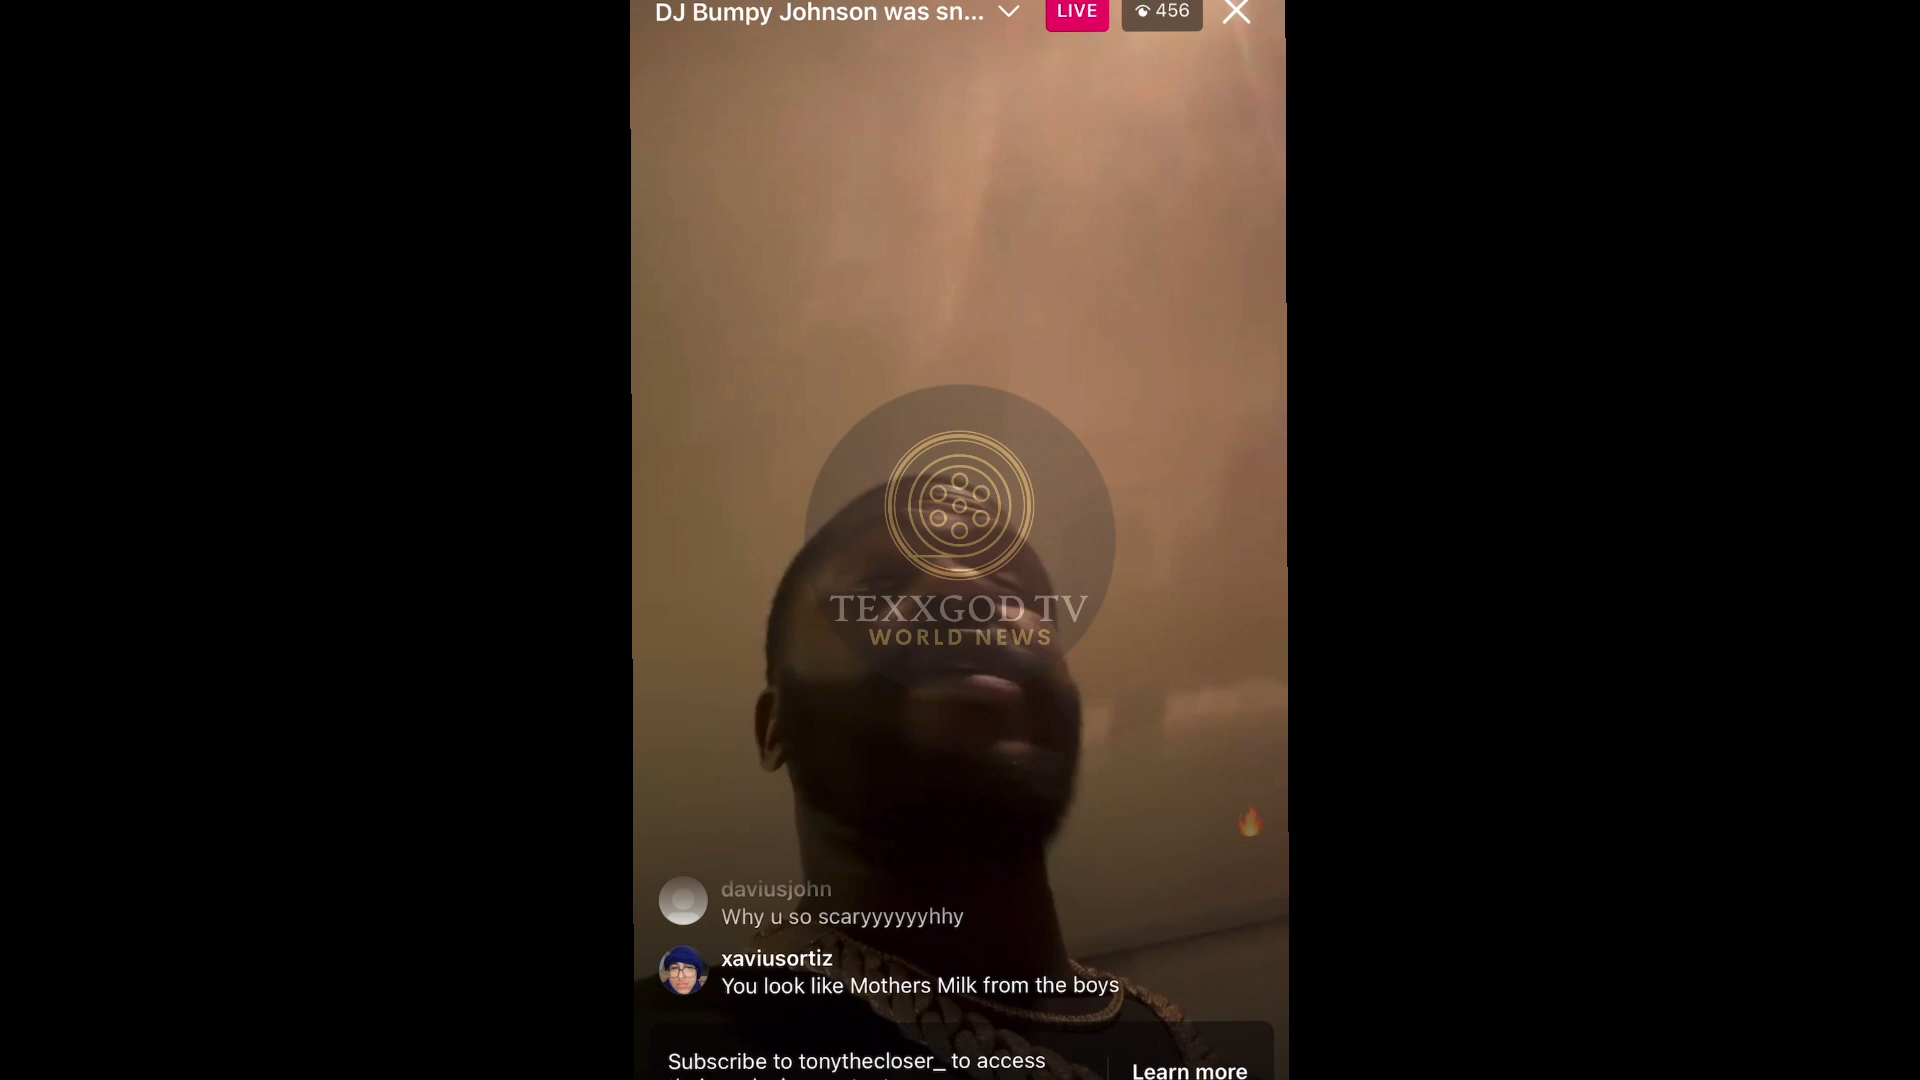 DJ Bumpy Johnson was sn...
LIVE
456
TEXXGOD TV
WORLD NEWS
daviusjohn
Why u so scaryyyyyyhhy
xaviusortiz
You look like Mothers Milk from the boys
Subscribe to tonythecloser_ to access
Learn more